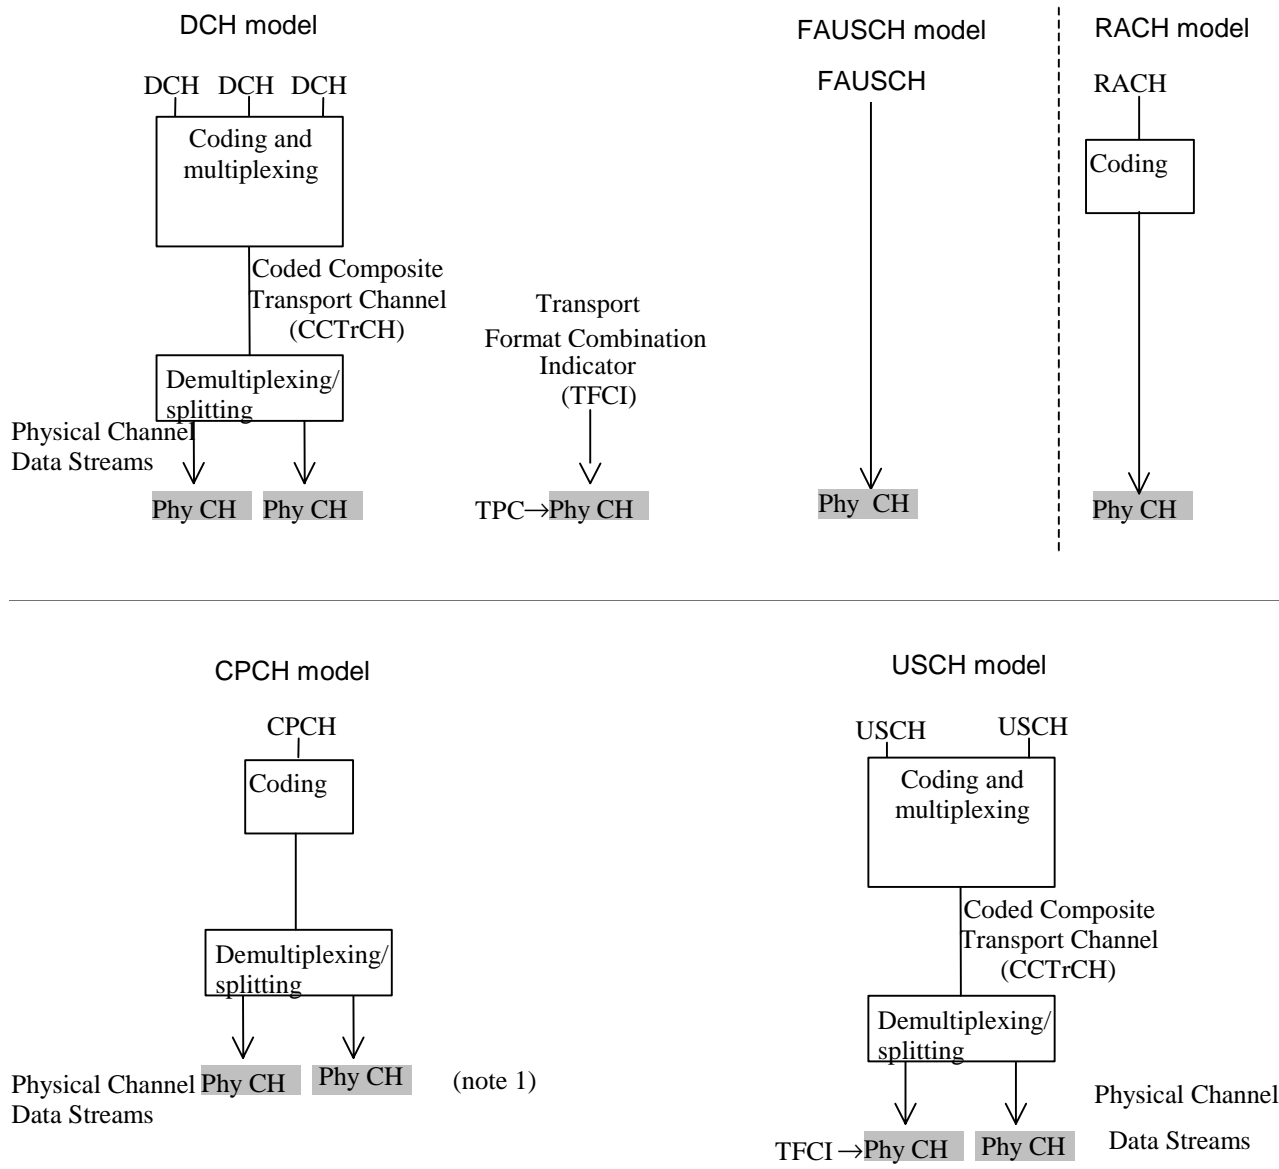 DCH model
DCH DCH DCH
Coding and
multiplexing
Coded Composite
Transport Channel
(CCTrCH)
Demultiplexing/
splitting
Physical Channel
Data Streams
Phy CH Phy CH
Transport
Format Combination
Indicator
(TFCI)
TPC→Phy CH
FAUSCH model
FAUSCH
Phy CH
RACH model
RACH
Coding
Phy CH
CPCH model
CPCH
Coding
Demultiplexing/
splitting
Physical Channel
Data Streams
Phy CH Phy CH (note 1)
USCH model
USCH USCH
Coding and
multiplexing
Coded Composite
Transport Channel
(CCTrCH)
Demultiplexing/
splitting
Physical Channel
Data Streams
TFCI→Phy CH Phy CH